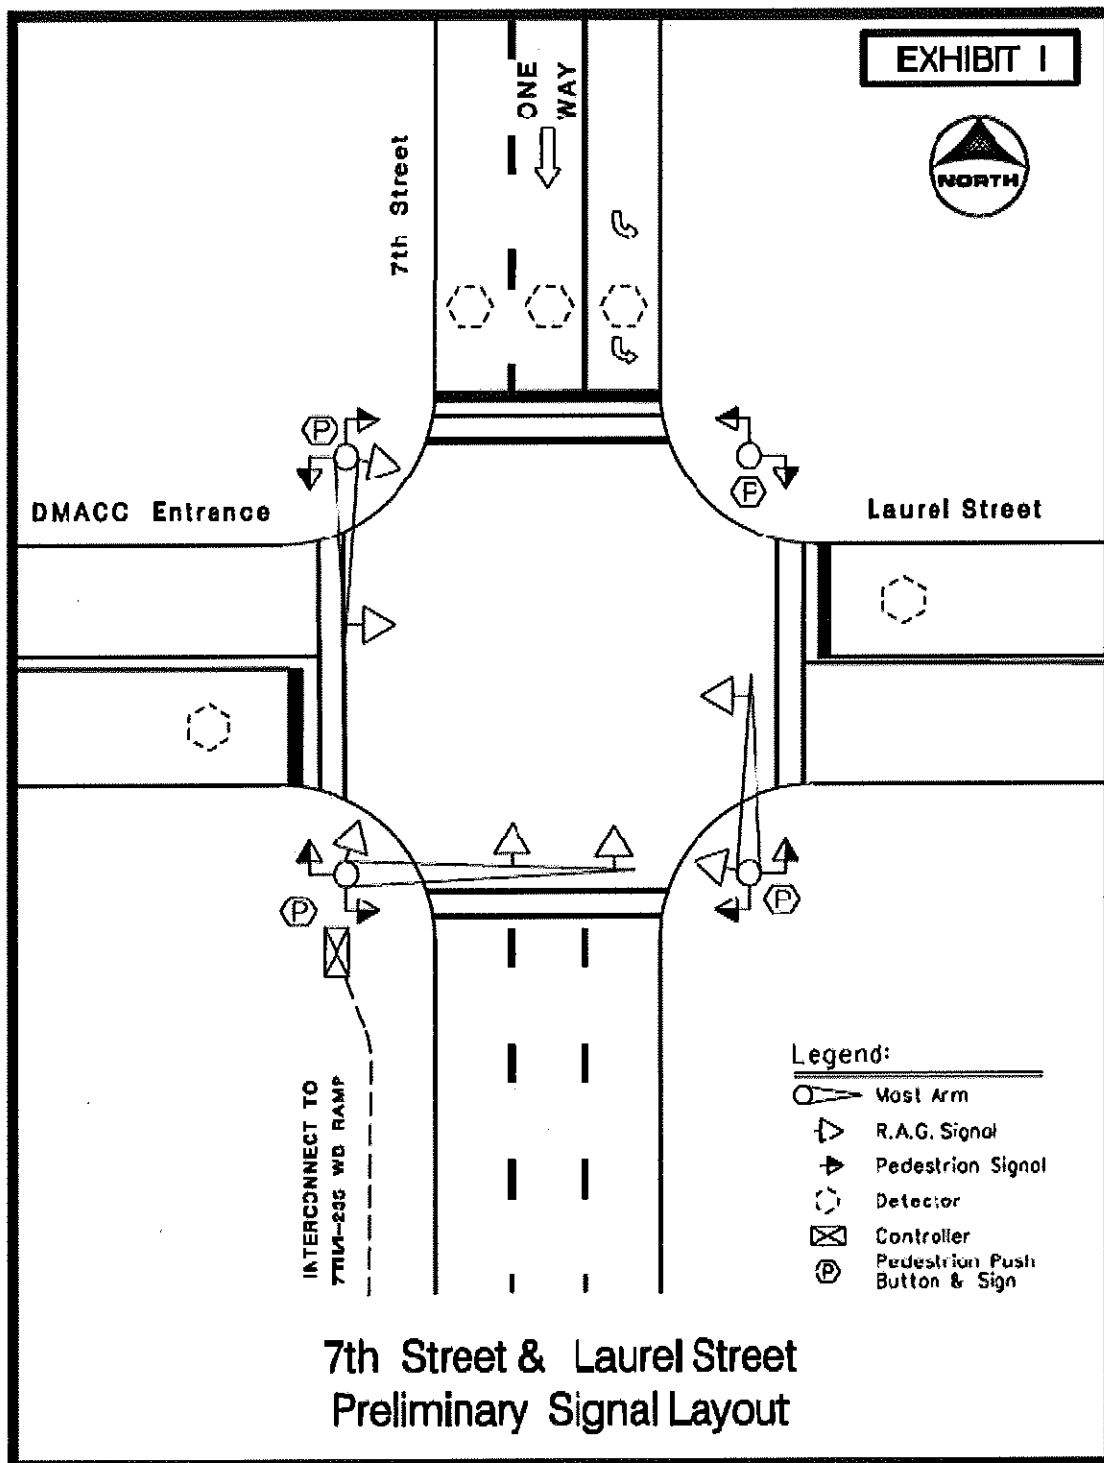 EXHIBIT I
ONE
WAY
NORTH
7th Street
P
P
DMACC Entrance
Laurel Street
P
P
INTERCONNECT TO
Legend:
Mast Arm
R.A.G. Signal
Pedestrian Signal
Detector
Controller
P
Pedestrian Push
Button & Sign
7th Street & Laurel Street
Preliminary Signal Layout